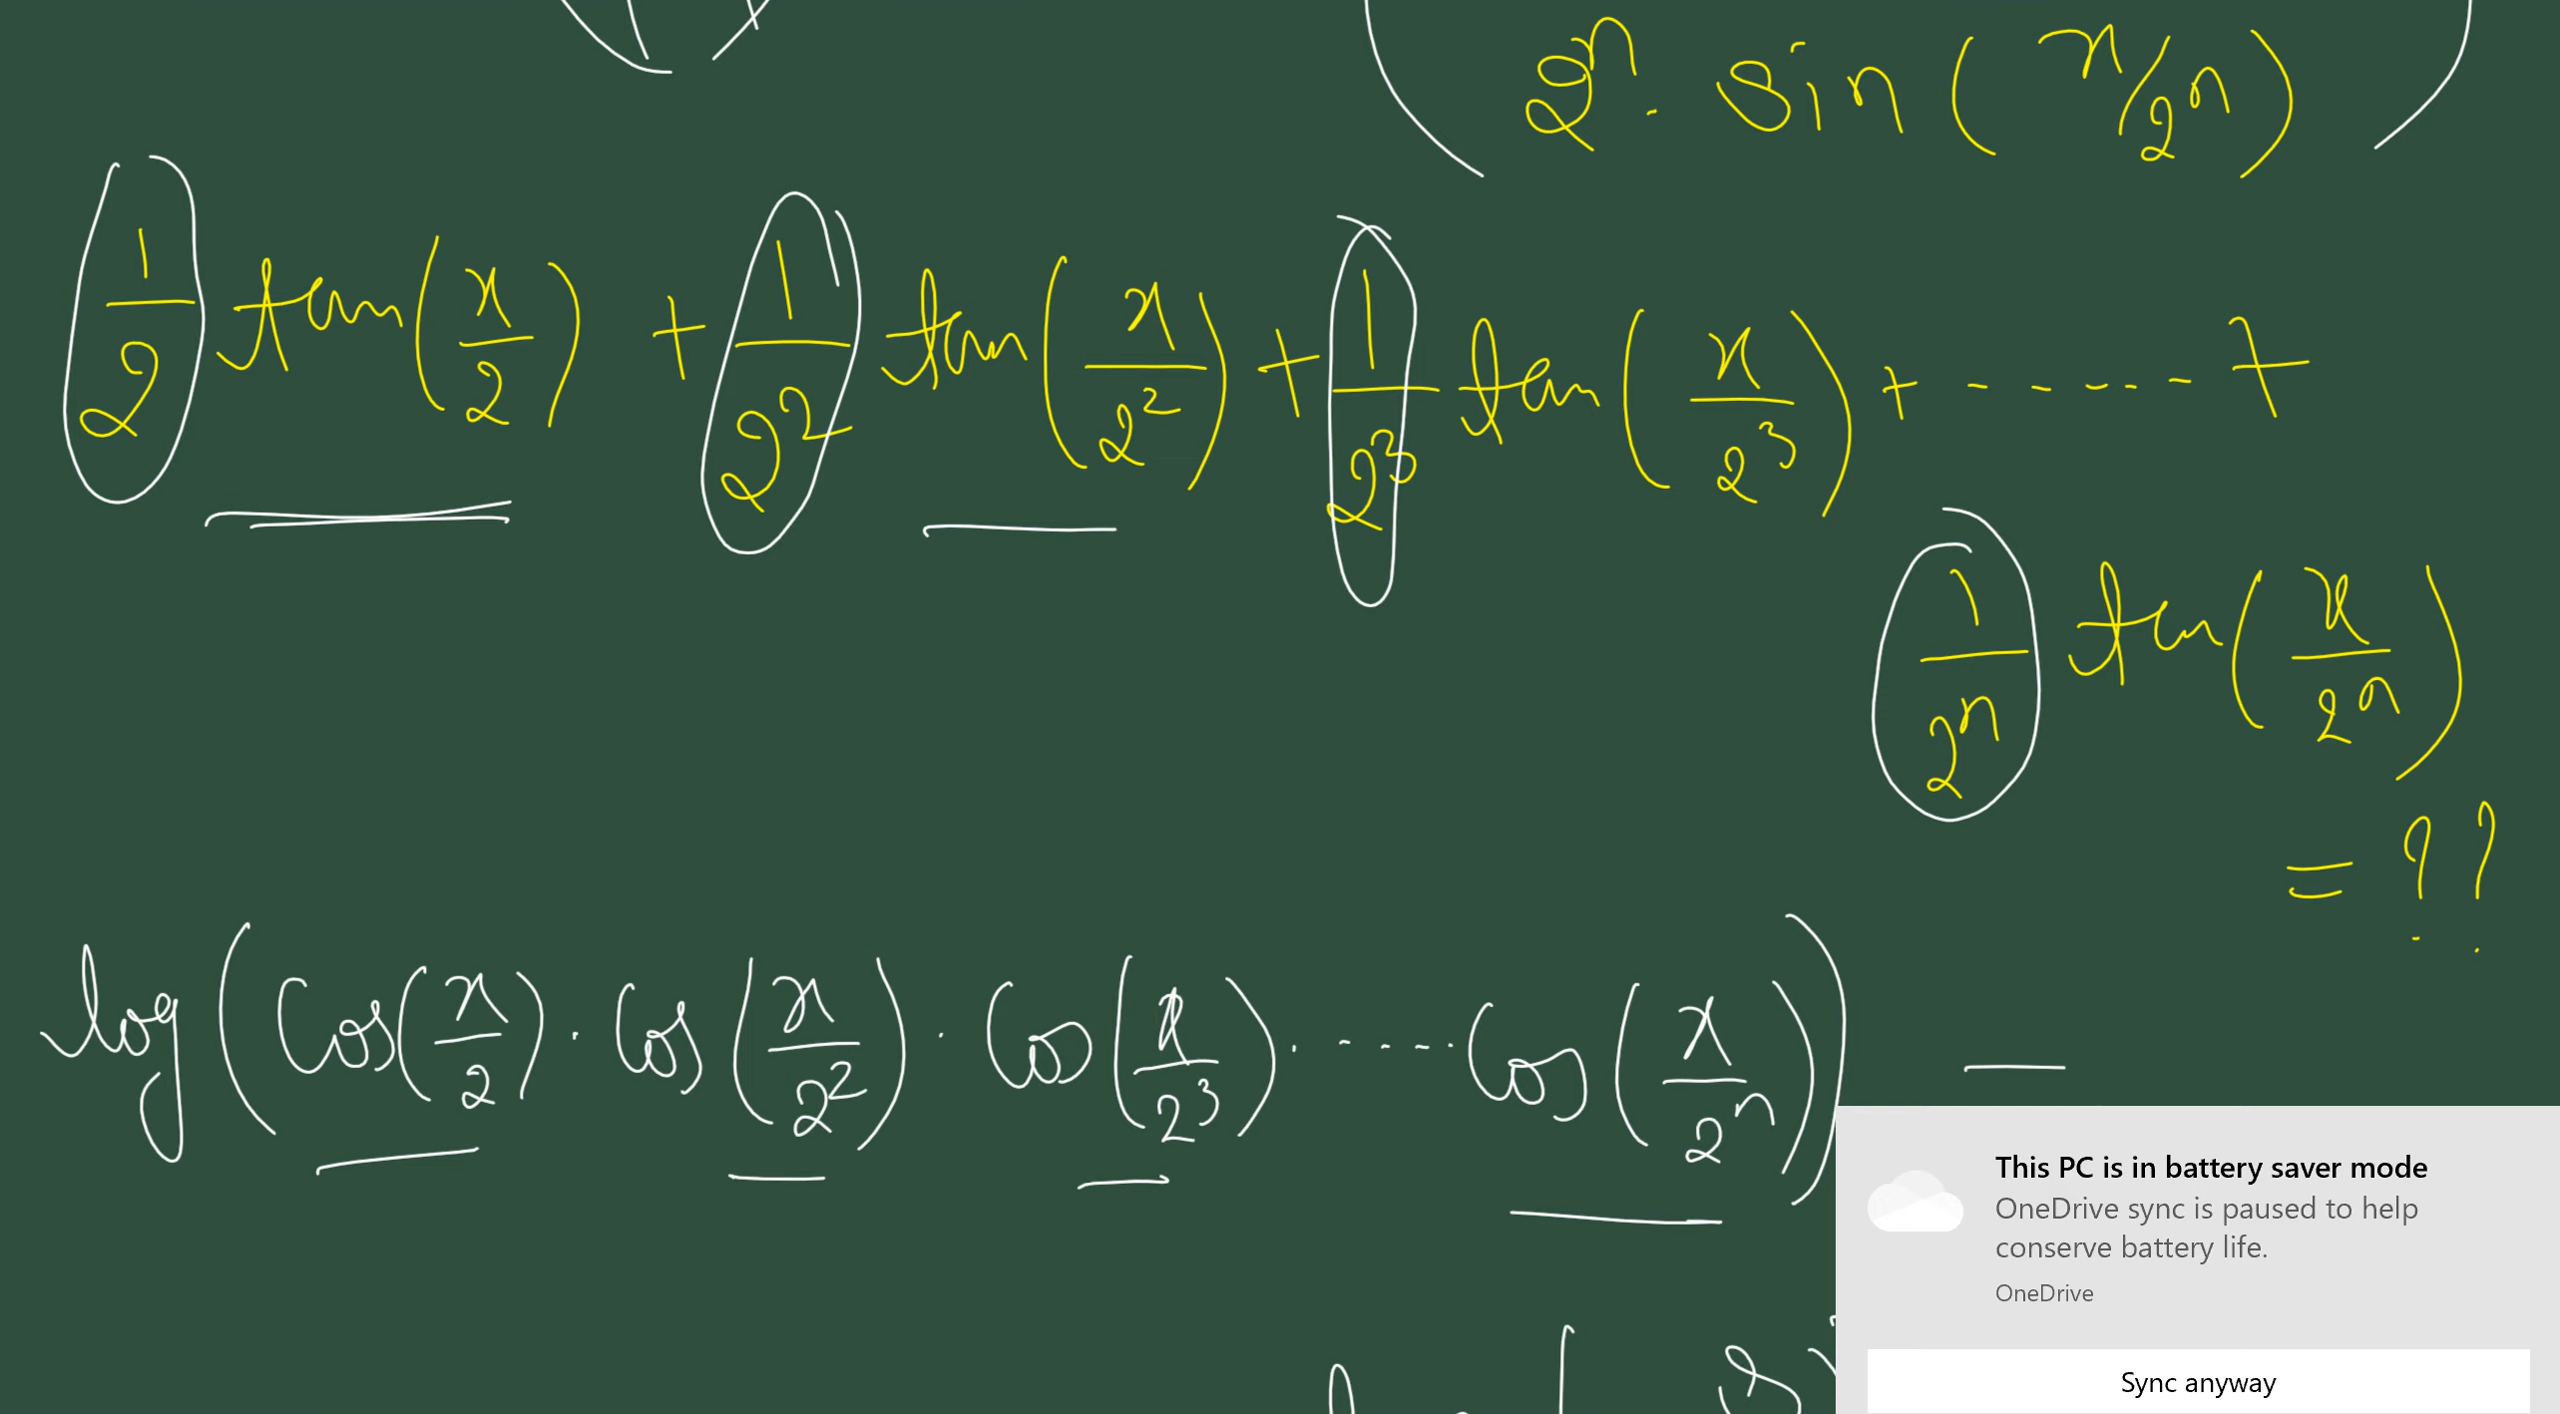 2ⁿ · Sin(x/2ⁿ)
1/2 tan(x/2) + 1/2² tan(x/2²) + 1/2³ tan(x/2³) + - - - - - +
1/2ⁿ tan(x/2ⁿ)
= ??
log(Cos(x/2) · Cos(x/2²) · Cos(x/2³) · - - - - · Cos(x/2ⁿ)) —
This PC is in battery saver mode
OneDrive sync is paused to help
conserve battery life.
OneDrive
Sync anyway